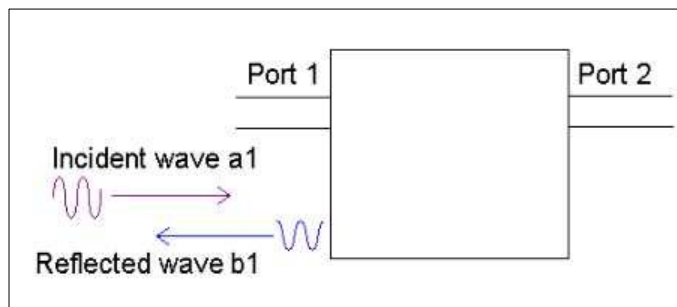 Port 1
Port 2
Incident wave a1
Reflected wave b1